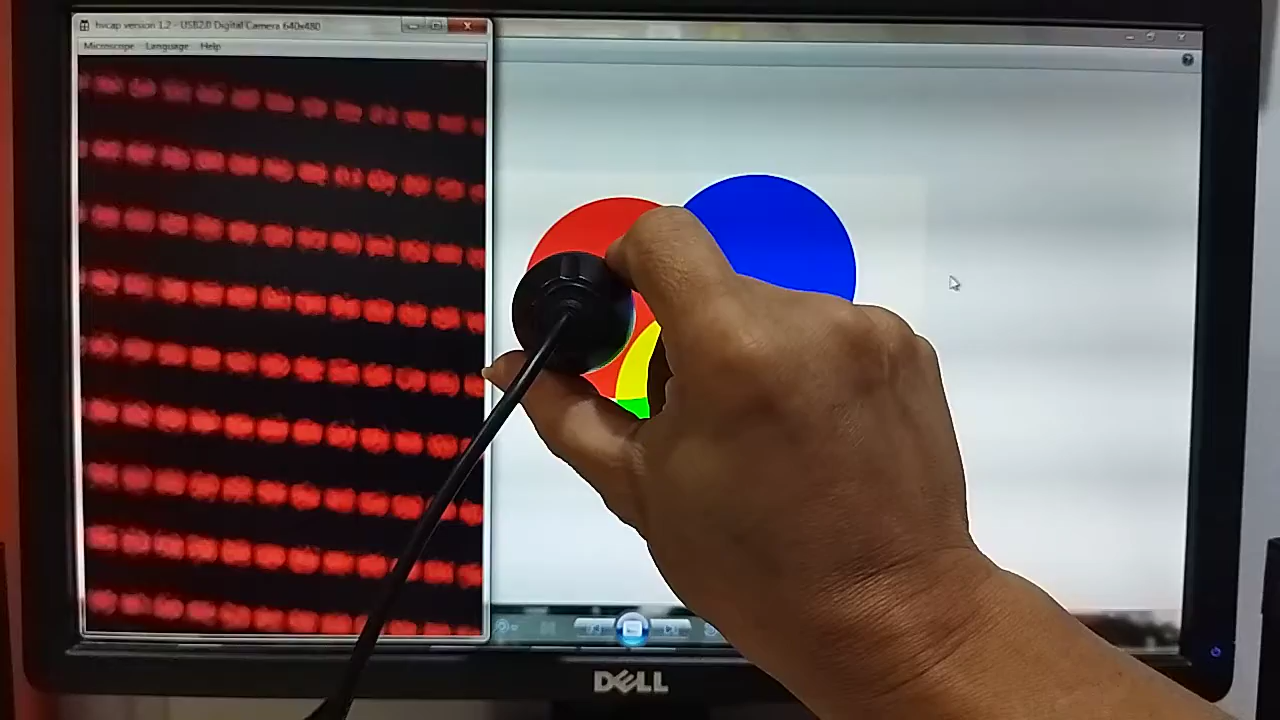 hvcap version 1.2 - USB2.0 Digital Camera 640x480
Microscope Language Help
DELL